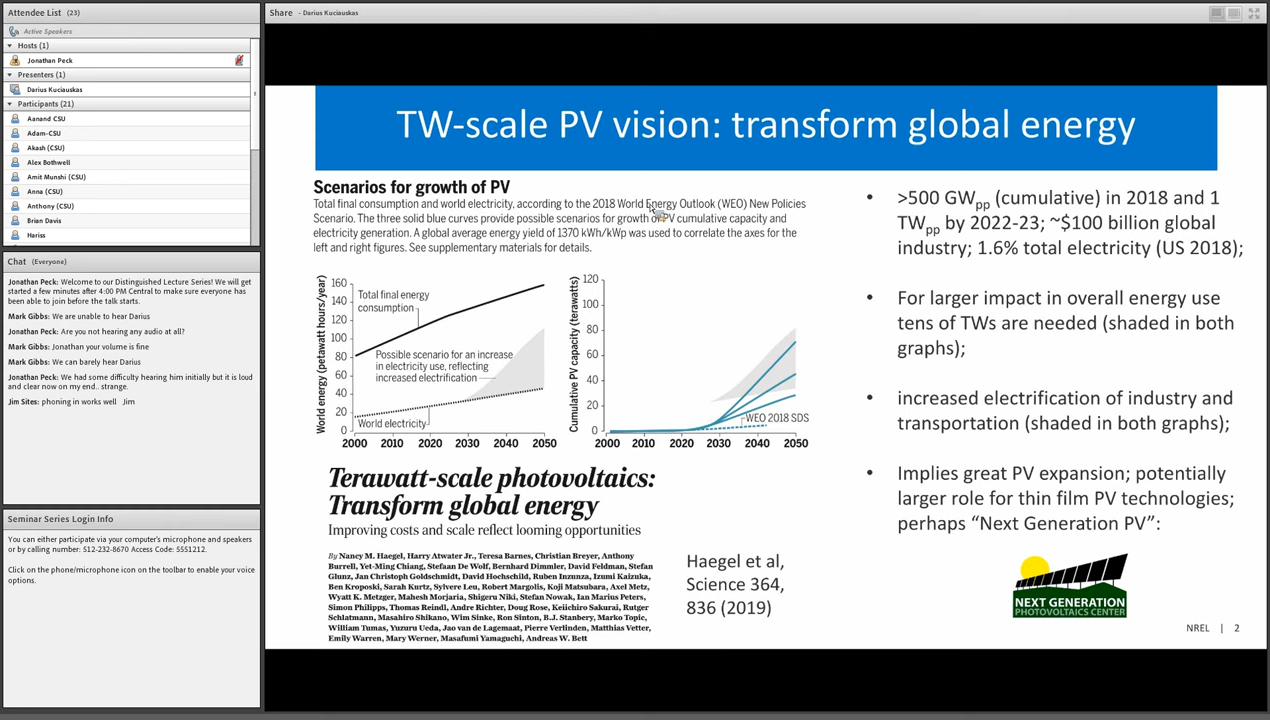 Attendee List (23)
Active Speakers
Hosts (1)
Jonathan Peck
Presenters (1)
Darius Kuciauskas
Participants (21)
Aanand CSU
Adam-CSU
Akash (CSU)
Alex Bothwell
Amit Munshi (CSU)
Anna (CSU)
Anthony (CSU)
Brian Davis
Hariss
Chat (Everyone)
Jonathan Peck: Welcome to our Distinguished Lecture Series! We will get
started a few minutes after 4:00 PM Central to make sure everyone has
been able to join before the talk starts.
Mark Gibbs: We are unable to hear Darius
Jonathan Peck: Are you not hearing any audio at all?
Mark Gibbs: Jonathan your volume is fine
Mark Gibbs: We can barely hear Darius
Jonathan Peck: We had some difficulty hearing him initially but it is loud
and clear now on my end.. strange.
Jim Sites: phoning in works well Jim
Seminar Series Login Info
You can either participate via your computer's microphone and speakers
or by calling number: 512-232-8670 Access Code: 5551212.
Click on the phone/microphone icon on the toolbar to enable your voice
options.
Share - Darius Kuciauskas
TW-scale PV vision: transform global energy
Scenarios for growth of PV
Total final consumption and world electricity, according to the 2018 World Energy Outlook (WEO) New Policies
Scenario. The three solid blue curves provide possible scenarios for growth of PV cumulative capacity and
electricity generation. A global average energy yield of 1370 kWh/kWp was used to correlate the axes for the
left and right figures. See supplementary materials for details.
World energy (petawatt hours/year)
160
140
120
100
80
60
40
20
0
Total final energy
consumption
Possible scenario for an increase
in electricity use, reflecting
increased electrification
World electricity
2000 2010 2020 2030 2040 2050
Cumulative PV capacity (terawatts)
120
100
80
60
40
20
0
WEO 2018 SDS
2000 2010 2020 2030 2040 2050
Terawatt-scale photovoltaics:
Transform global energy
Improving costs and scale reflect looming opportunities
By Nancy M. Haegel, Harry Atwater Jr., Teresa Barnes, Christian Breyer, Anthony
Burrell, Yet-Ming Chiang, Stefaan De Wolf, Bernhard Dimmler, David Feldman, Stefan
Glunz, Jan Christoph Goldschmidt, David Hochschild, Ruben Inzunza, Izumi Kaizuka,
Ben Kroposki, Sarah Kurtz, Sylvere Leu, Robert Margolis, Koji Matsubara, Axel Metz,
Wyatt K. Metzger, Mahesh Morjaria, Shigeru Niki, Stefan Nowak, Ian Marius Peters,
Simon Philipps, Thomas Reindl, Andre Richter, Doug Rose, Keiichiro Sakurai, Rutger
Schlatmann, Masahiro Shikano, Wim Sinke, Ron Sinton, B.J. Stanbery, Marko Topic,
William Tumas, Yuzuru Ueda, Jao van de Lagemaat, Pierre Verlinden, Matthias Vetter,
Emily Warren, Mary Werner, Masafumi Yamaguchi, Andreas W. Bett
Haegel et al,
Science 364,
836 (2019)
• >500 GWpp (cumulative) in 2018 and 1
TWpp by 2022-23; ~$100 billion global
industry; 1.6% total electricity (US 2018);
• For larger impact in overall energy use
tens of TWs are needed (shaded in both
graphs);
• increased electrification of industry and
transportation (shaded in both graphs);
• Implies great PV expansion; potentially
larger role for thin film PV technologies;
perhaps “Next Generation PV”:
NEXT GENERATION
PHOTOVOLTAICS CENTER
NREL | 2